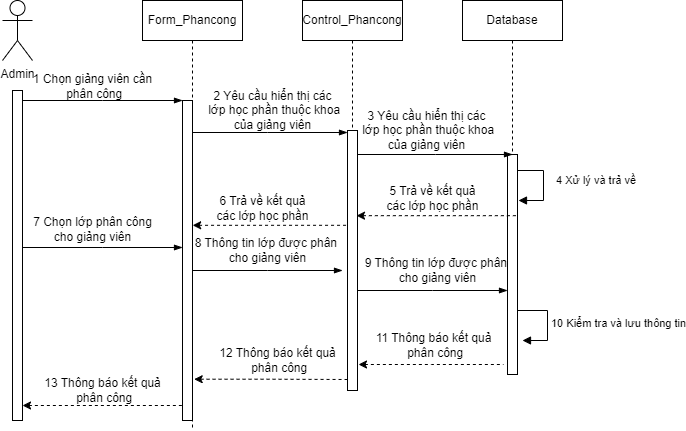 Form_Phancong
Control_Phancong
Database
Admin
1 Chọn giảng viên cần
phân công
2 Yêu cầu hiển thị các
lớp học phần thuộc khoa
của giảng viên
3 Yêu cầu hiển thị các
lớp học phần thuộc khoa
của giảng viên
4 Xử lý và trả về
5 Trả về kết quả
các lớp học phần
6 Trả về kết quả
các lớp học phần
7 Chọn lớp phân công
cho giảng viên
8 Thông tin lớp được phân
cho giảng viên
9 Thông tin lớp được phân
cho giảng viên
10 Kiểm tra và lưu thông tin
11 Thông báo kết quả
phân công
12 Thông báo kết quả
phân công
13 Thông báo kết quả
phân công